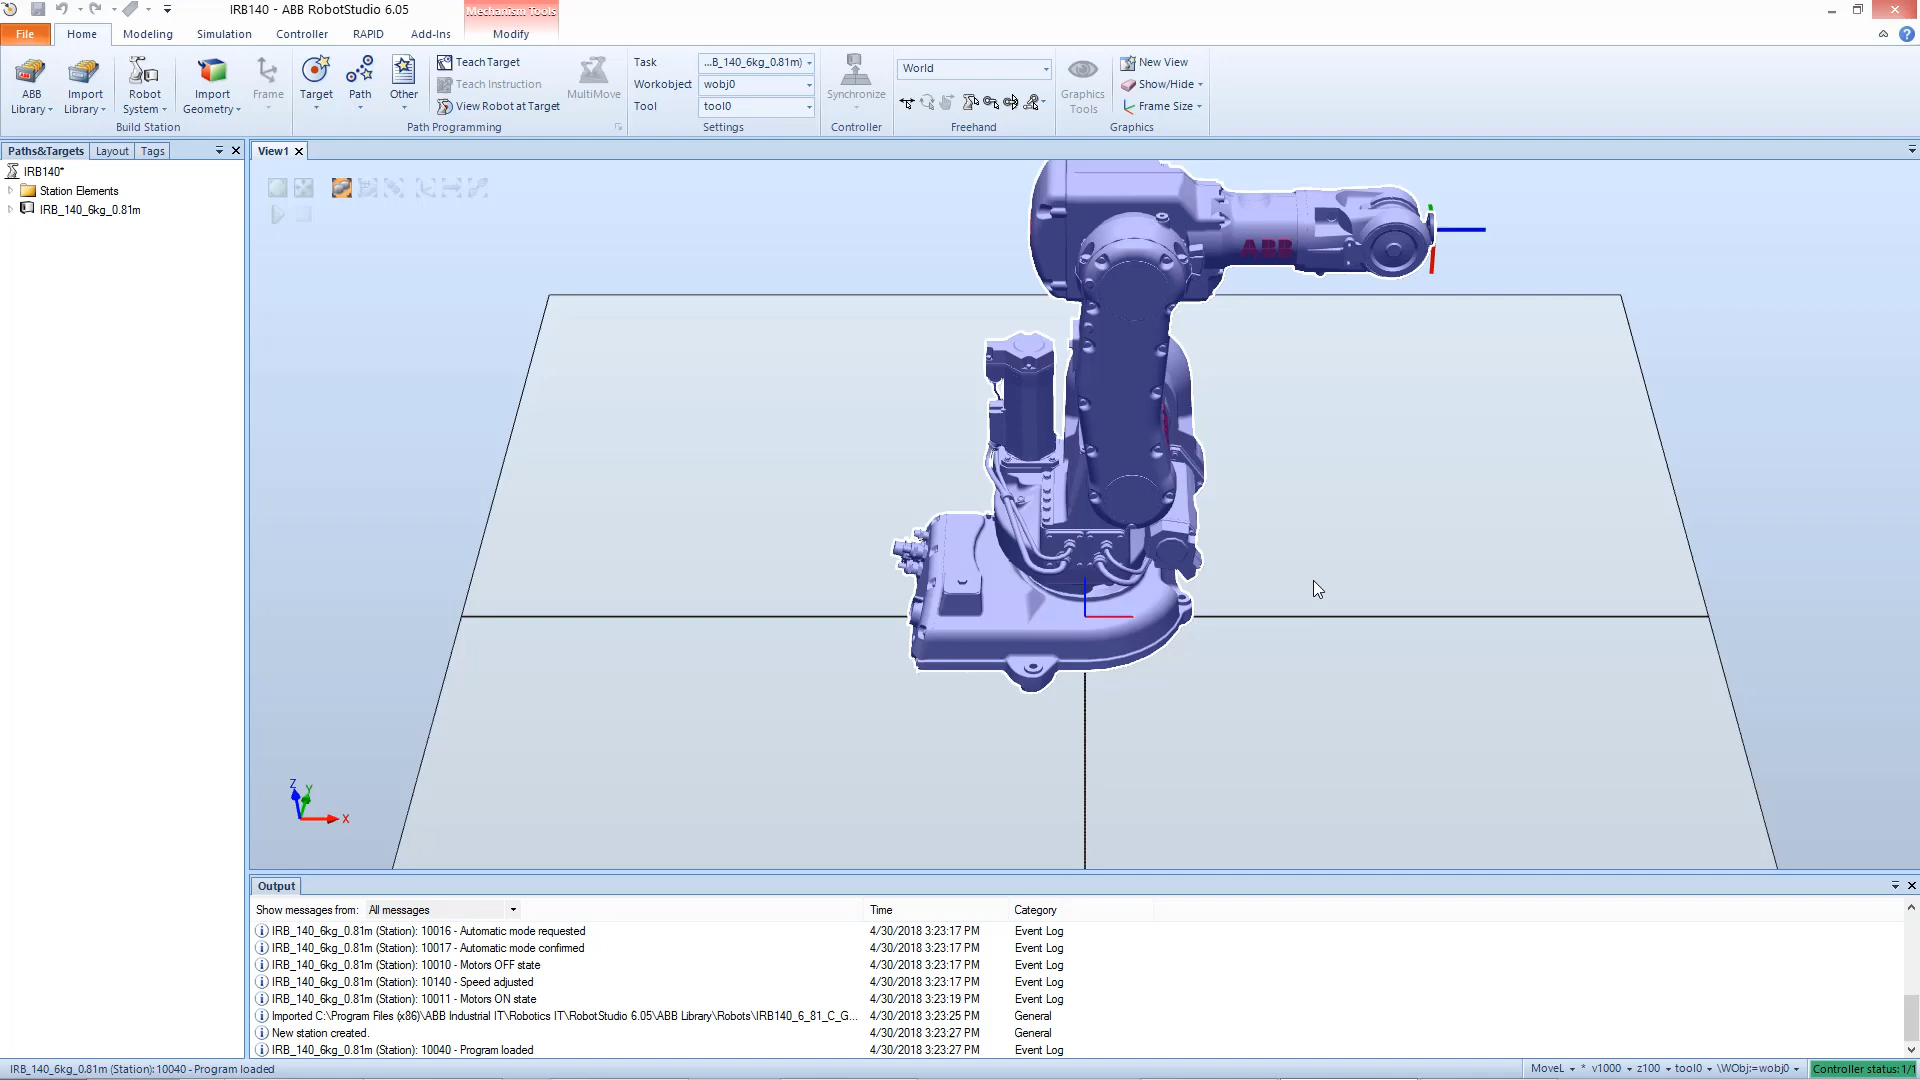 IRB140 - ABB RobotStudio 6.05
Mechanism Tools
File Home Modeling Simulation Controller RAPID Add-Ins Modify
ABB Library
Import Library
Robot System
Import Geometry
Frame
Build Station
Target
Path
Other
Teach Target
Teach Instruction
View Robot at Target
MultiMove
Path Programming
Task ...B_140_6kg_0.81m)
Workobject wobj0
Tool tool0
Settings
Synchronize
Controller
World
Freehand
Graphics Tools
New View
Show/Hide
Frame Size
Graphics
Paths&Targets Layout Tags
View1
IRB140*
Station Elements
IRB_140_6kg_0.81m
ABB
Z
Y
X
Output
Show messages from: All messages Time Category
IRB_140_6kg_0.81m (Station): 10016 - Automatic mode requested 4/30/2018 3:23:17 PM Event Log
IRB_140_6kg_0.81m (Station): 10017 - Automatic mode confirmed 4/30/2018 3:23:17 PM Event Log
IRB_140_6kg_0.81m (Station): 10010 - Motors OFF state 4/30/2018 3:23:17 PM Event Log
IRB_140_6kg_0.81m (Station): 10140 - Speed adjusted 4/30/2018 3:23:17 PM Event Log
IRB_140_6kg_0.81m (Station): 10011 - Motors ON state 4/30/2018 3:23:19 PM Event Log
Imported C:\Program Files (x86)\ABB Industrial IT\Robotics IT\RobotStudio 6.05\ABB Library\Robots\IRB140_6_81_C_G... 4/30/2018 3:23:25 PM General
New station created. 4/30/2018 3:23:27 PM General
IRB_140_6kg_0.81m (Station): 10040 - Program loaded 4/30/2018 3:23:27 PM Event Log
IRB_140_6kg_0.81m (Station): 10040 - Program loaded
MoveL * v1000 z100 tool0 \WObj:=wobj0 Controller status: 1/1